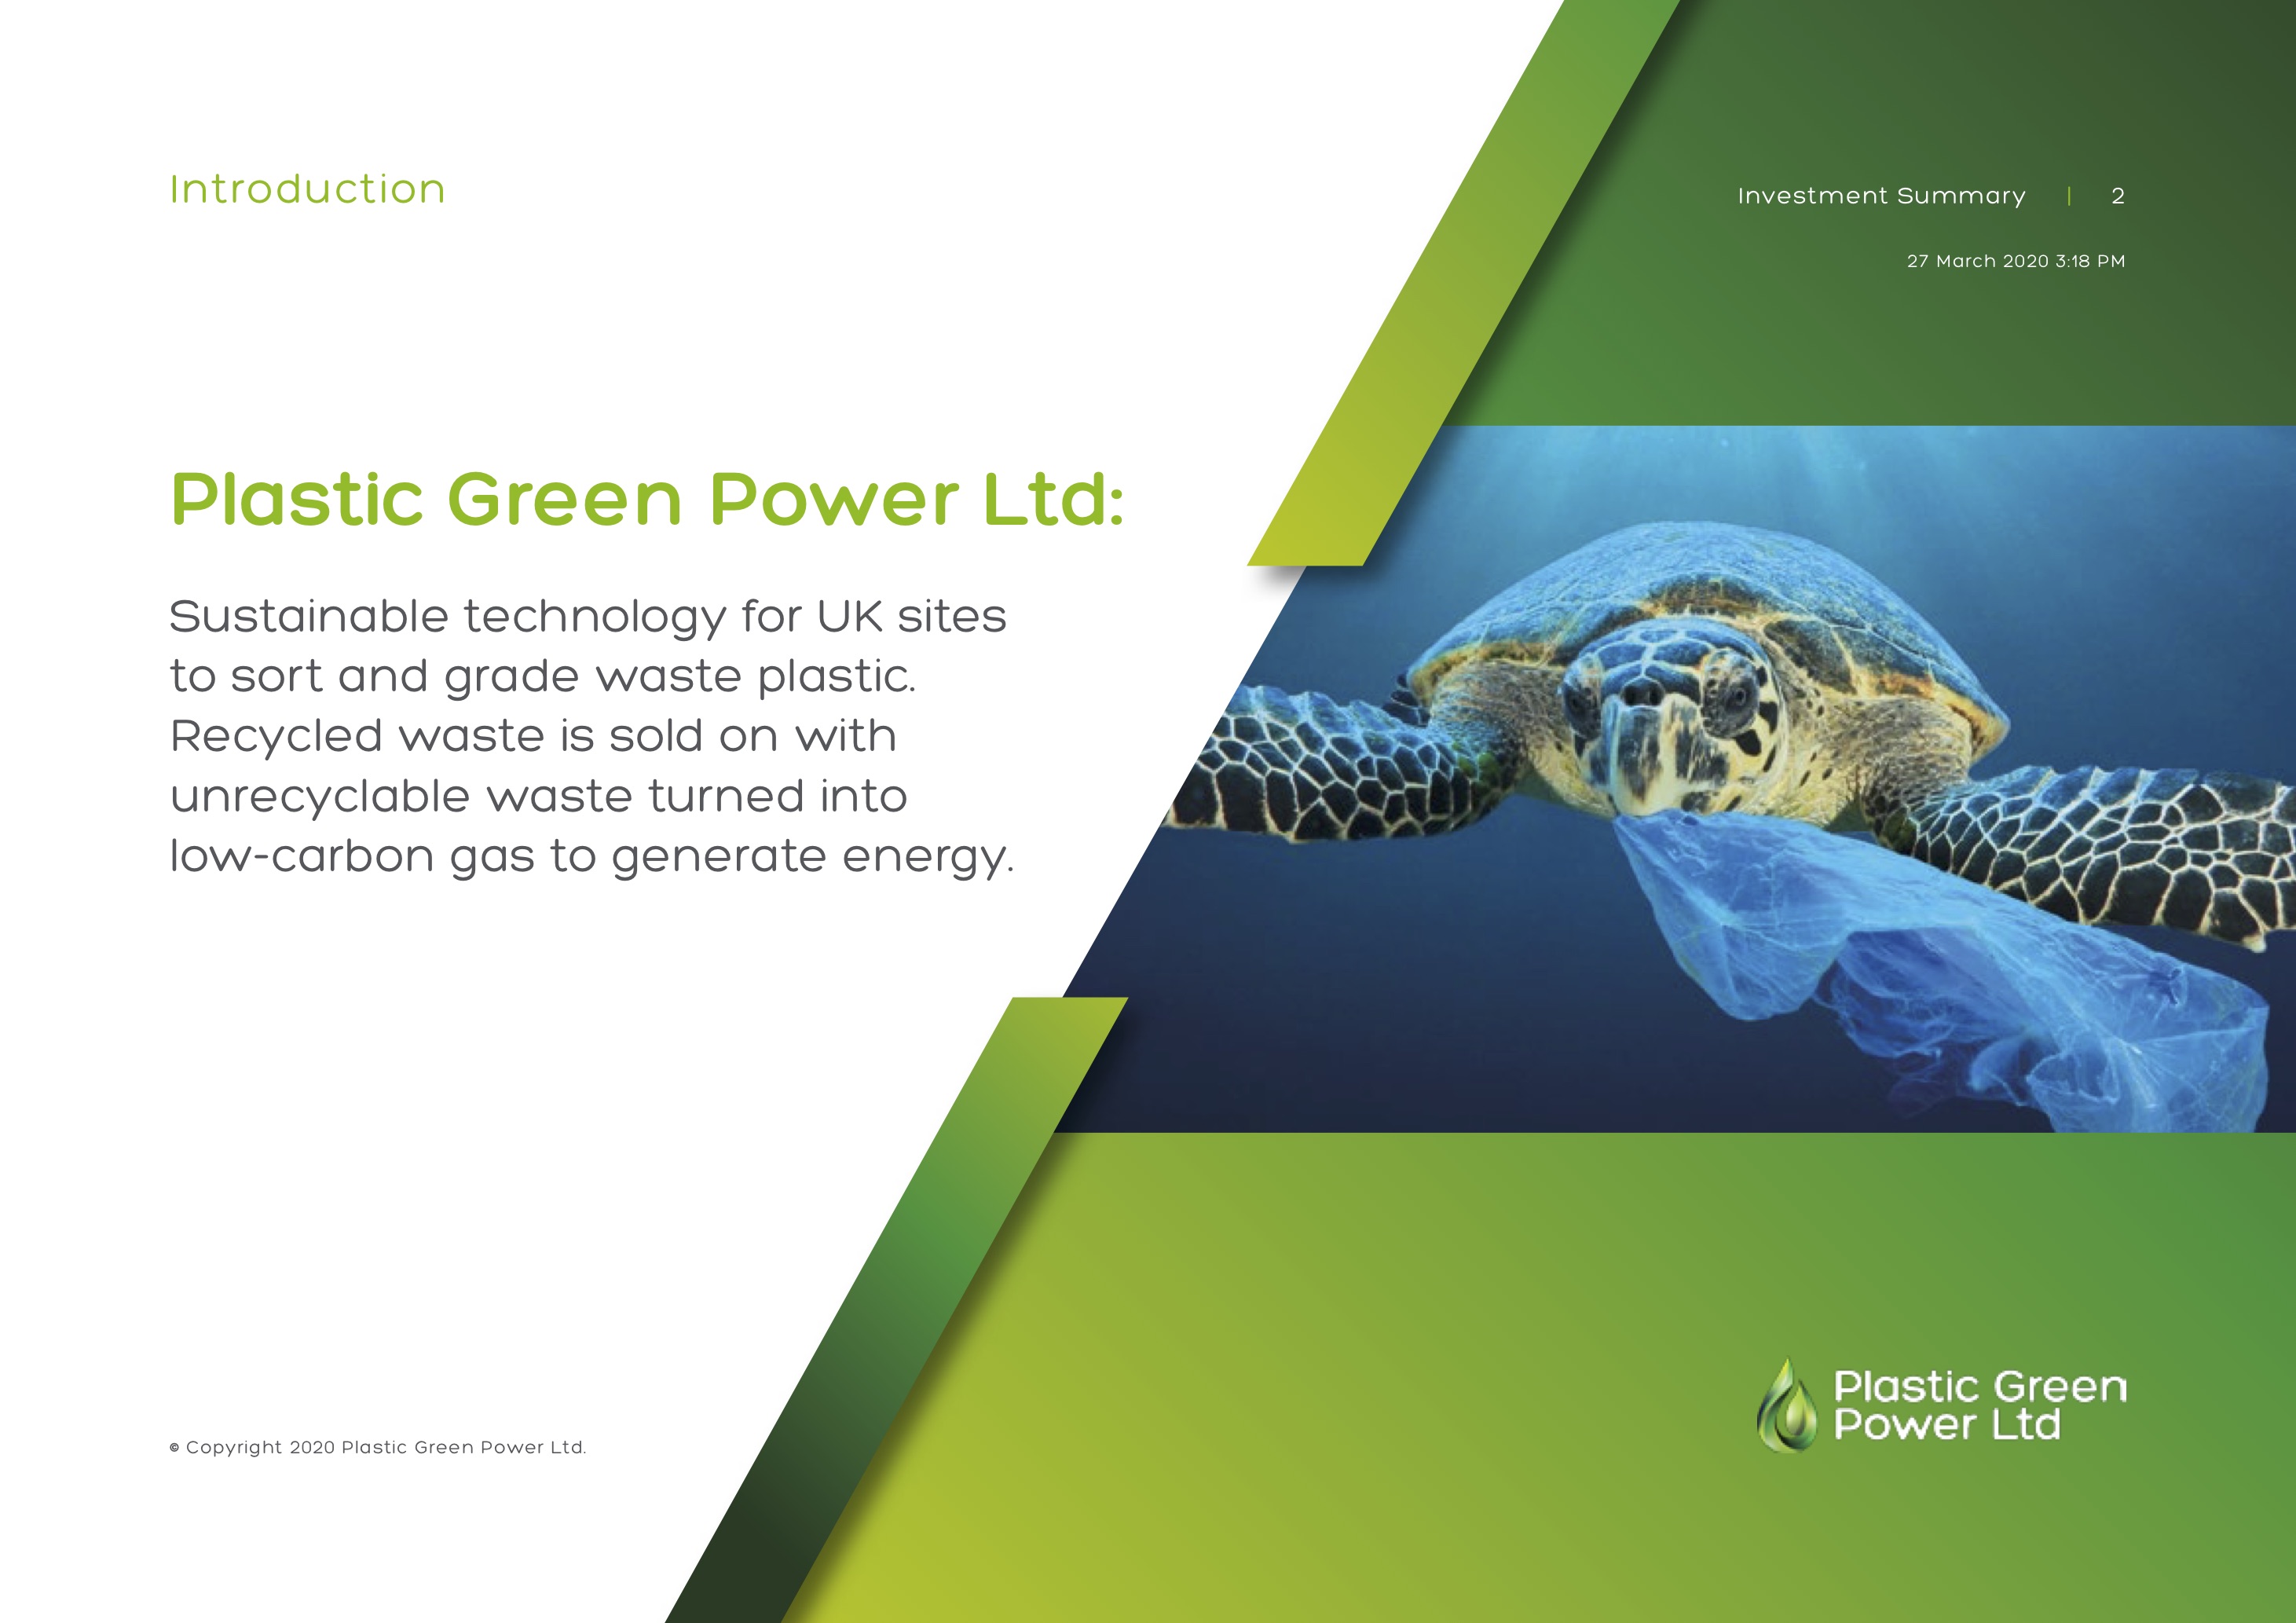 Introduction
Investment Summary | 2
27 March 2020 3:18 PM
Plastic Green Power Ltd:
Sustainable technology for UK sites
to sort and grade waste plastic.
Recycled waste is sold on with
unrecyclable waste turned into
low-carbon gas to generate energy.
© Copyright 2020 Plastic Green Power Ltd.
Plastic Green
Power Ltd